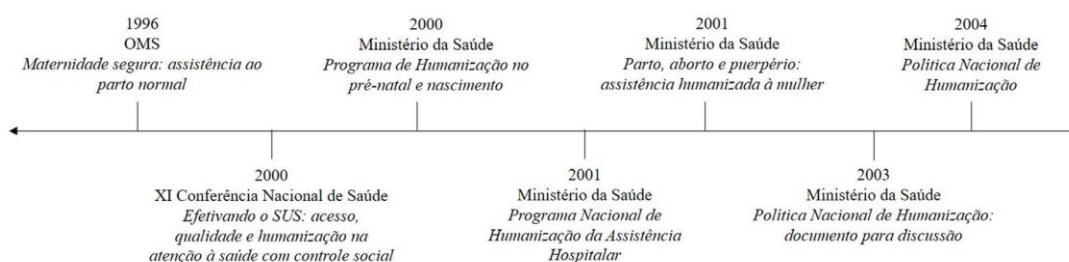 1996
OMS
Maternidade segura: assistência ao
parto normal
2000
Ministério da Saúde
Programa de Humanização no
pré-natal e nascimento
2001
Ministério da Saúde
Parto, aborto e puerpério:
assistência humanizada à mulher
2004
Ministério da Saúde
Política Nacional de
Humanização
2000
XI Conferência Nacional de Saúde
Efetivando o SUS: acesso,
qualidade e humanização na
atenção à saúde com controle social
2001
Ministério da Saúde
Programa Nacional de
Humanização da Assistência
Hospitalar
2003
Ministério da Saúde
Política Nacional de Humanização:
documento para discussão